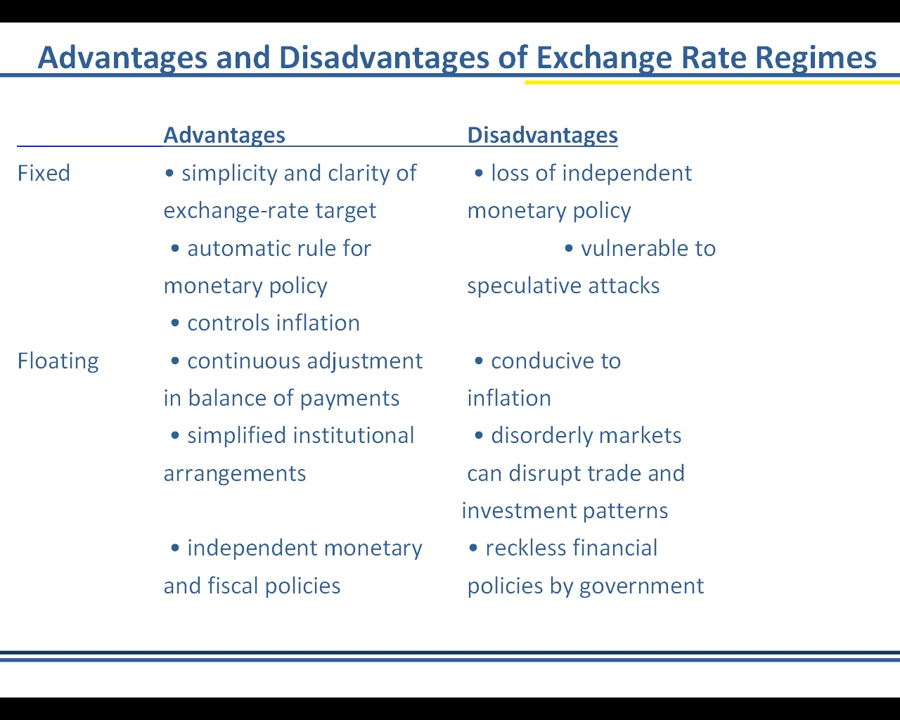 Advantages and Disadvantages of Exchange Rate Regimes
Advantages Disadvantages
Fixed • simplicity and clarity of • loss of independent
exchange-rate target monetary policy
• automatic rule for • vulnerable to
monetary policy speculative attacks
• controls inflation
Floating • continuous adjustment • conducive to
in balance of payments inflation
• simplified institutional • disorderly markets
arrangements can disrupt trade and
investment patterns
• independent monetary • reckless financial
and fiscal policies policies by government